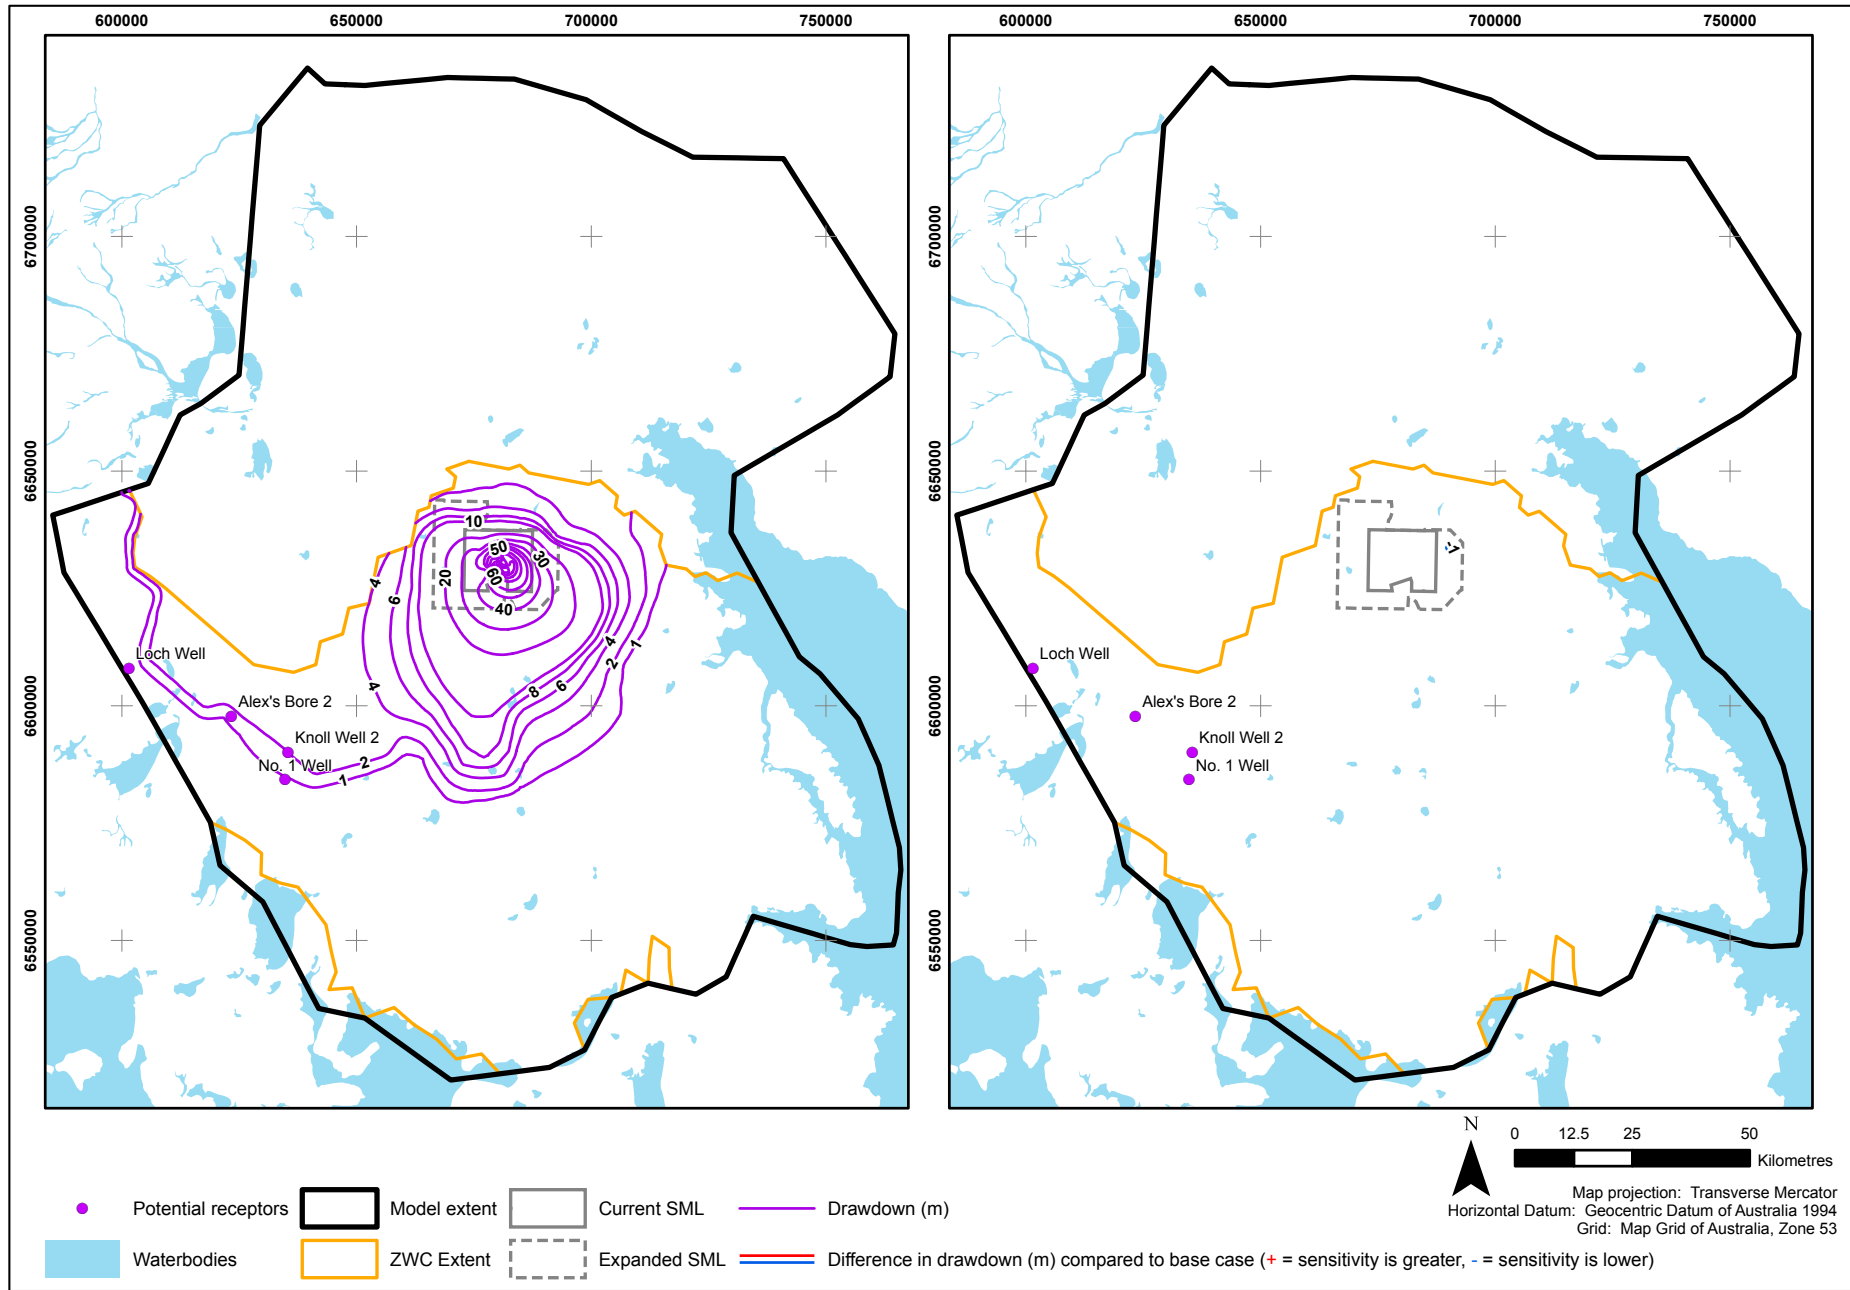 600000 650000 700000 750000
600000 650000 700000 750000
6700000
6650000
6600000
6550000
6700000
6650000
6600000
6550000
10
50
30
60
20
40
4
6
4
8
6
4
2
1
2
1
Loch Well
Alex's Bore 2
Knoll Well 2
No. 1 Well
-1
Loch Well
Alex's Bore 2
Knoll Well 2
No. 1 Well
N
0 12.5 25 50
Kilometres
Map projection: Transverse Mercator
Horizontal Datum: Geocentric Datum of Australia 1994
Grid: Map Grid of Australia, Zone 53
Potential receptors Model extent Current SML Drawdown (m)
Waterbodies ZWC Extent Expanded SML Difference in drawdown (m) compared to base case (+ = sensitivity is greater, - = sensitivity is lower)